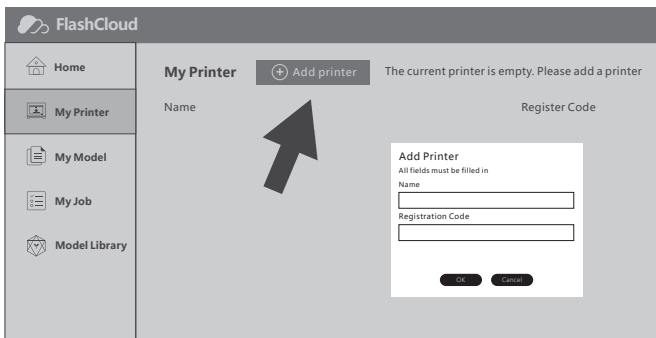 FlashCloud
Home
My Printer
My Model
My Job
Model Library
My Printer
Add printer
The current printer is empty. Please add a printer
Name
Register Code
Add Printer
All fields must be filled in
Name
Registration Code
OK
Cancel